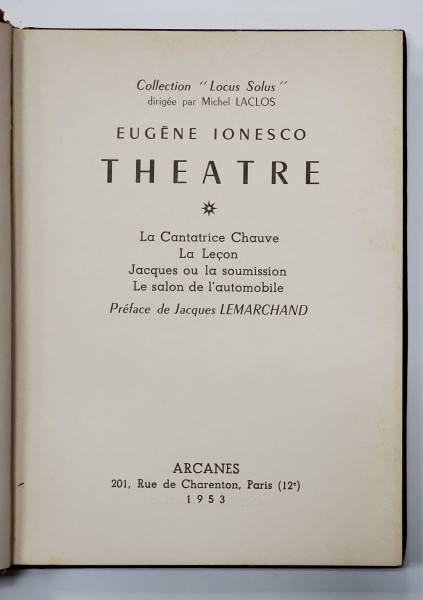 Collection "Locus Solus"
dirigée par Michel LACLOS
EUGÈNE IONESCO
THEATRE
La Cantatrice Chauve
La Leçon
Jacques ou la soumission
Le salon de l'automobile
Préface de Jacques LEMARCHAND
ARCANES
201, Rue de Charenton, Paris (12ᵉ)
1953